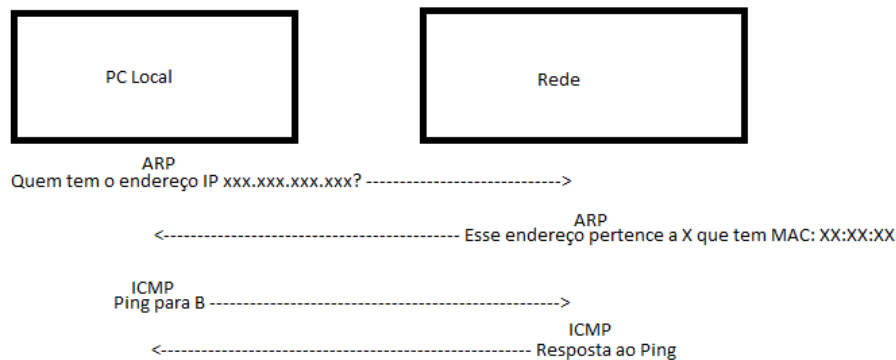 PC Local
Rede
ARP
Quem tem o endereço IP xxx.xxx.xxx.xxx? ----------------------------->
ARP
<-------------------------------------------- Esse endereço pertence a X que tem MAC: XX:XX:XX
ICMP
Ping para B ---------------------------------------------------->
ICMP
<------------------------------------------------------- Resposta ao Ping